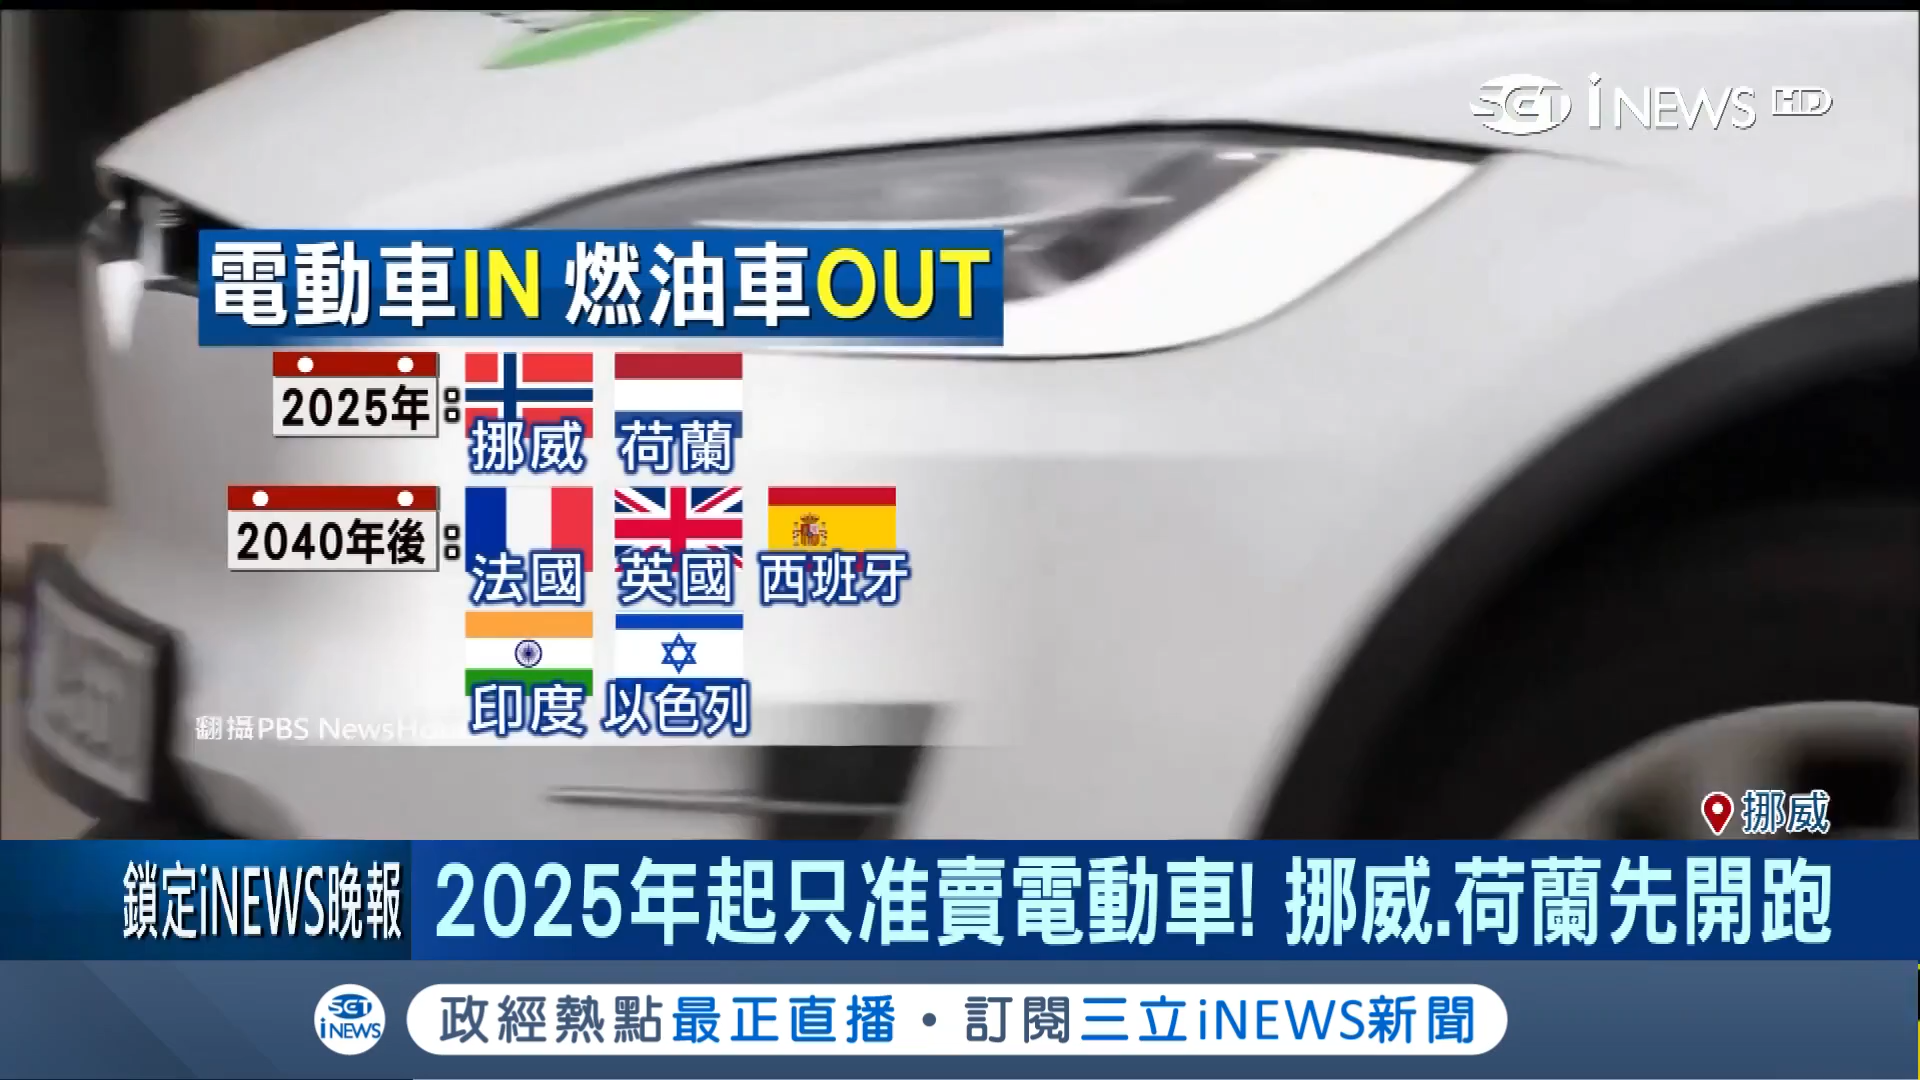 SET iNEWS HD
電動車IN 燃油車OUT
2025年：
挪威 荷蘭
2040年後：
法國 英國 西班牙
印度 以色列
翻攝PBS NewsHo
挪威
鎖定iNEWS晚報
2025年起只准賣電動車! 挪威.荷蘭先開跑
SET iNEWS
政經熱點最正直播・訂閱三立iNEWS新聞